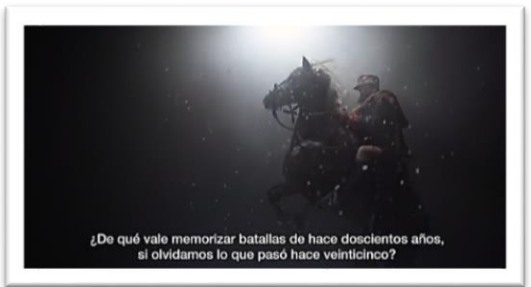 ¿De qué vale memorizar batallas de hace doscientos años,
si olvidamos lo que pasó hace veinticinco?